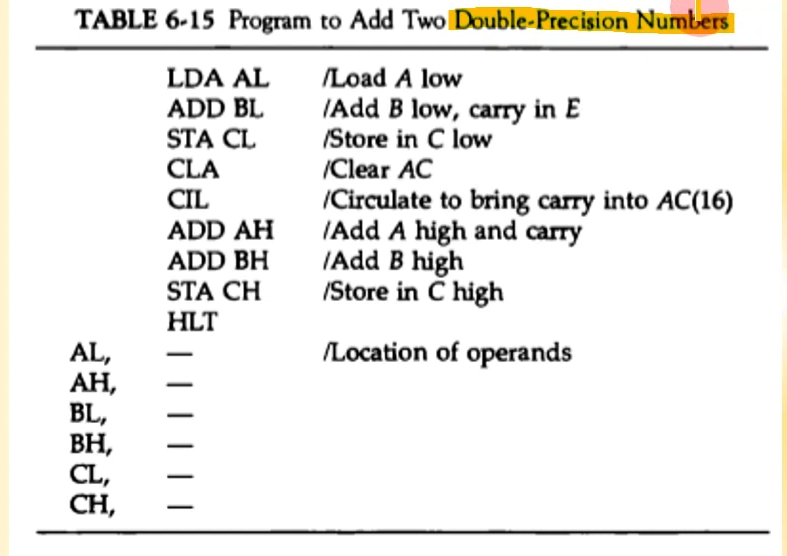 TABLE 6-15 Program to Add Two Double-Precision Numbers
LDA AL /Load A low
ADD BL /Add B low, carry in E
STA CL /Store in C low
CLA /Clear AC
CIL /Circulate to bring carry into AC(16)
ADD AH /Add A high and carry
ADD BH /Add B high
STA CH /Store in C high
HLT
AL, — /Location of operands
AH, —
BL, —
BH, —
CL, —
CH, —